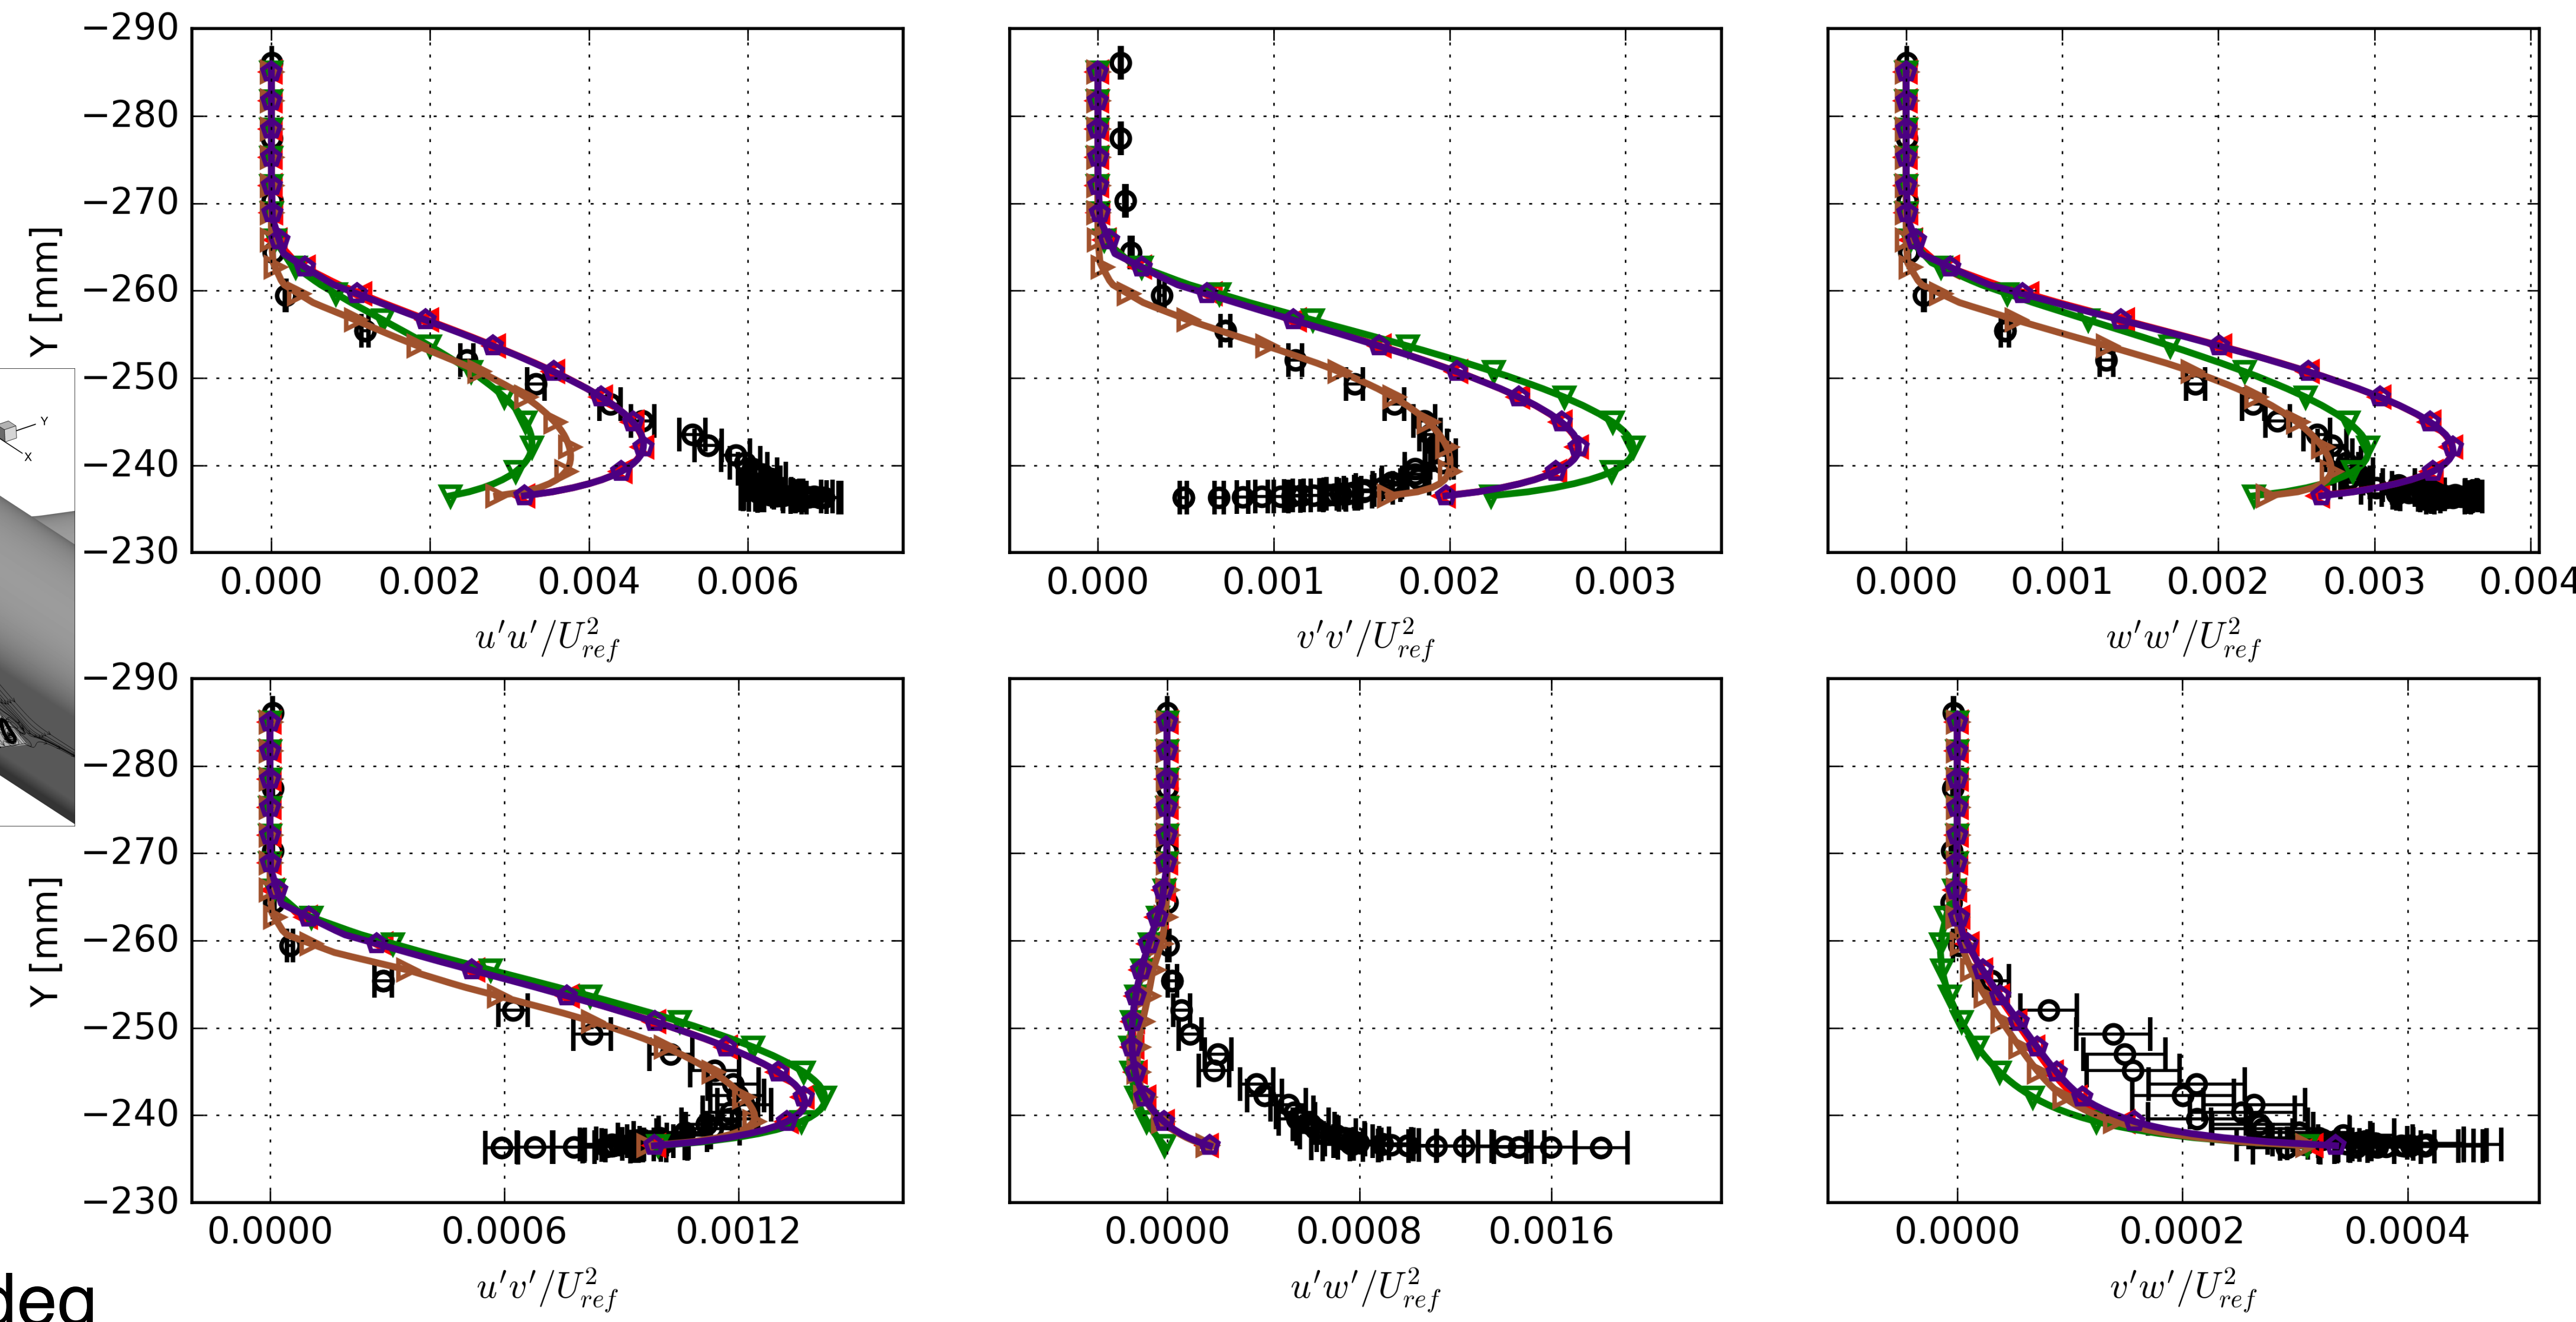 −290
−280
−270
−260
−250
−240
−230
Y [mm]
0.000 0.002 0.004 0.006
u′u′/U²ref
0.000 0.001 0.002 0.003
v′v′/U²ref
0.000 0.001 0.002 0.003 0.004
w′w′/U²ref
Y
X
−290
−280
−270
−260
−250
−240
−230
Y [mm]
0.0000 0.0006 0.0012
u′v′/U²ref
0.0000 0.0008 0.0016
u′w′/U²ref
0.0000 0.0002 0.0004
v′w′/U²ref
deg